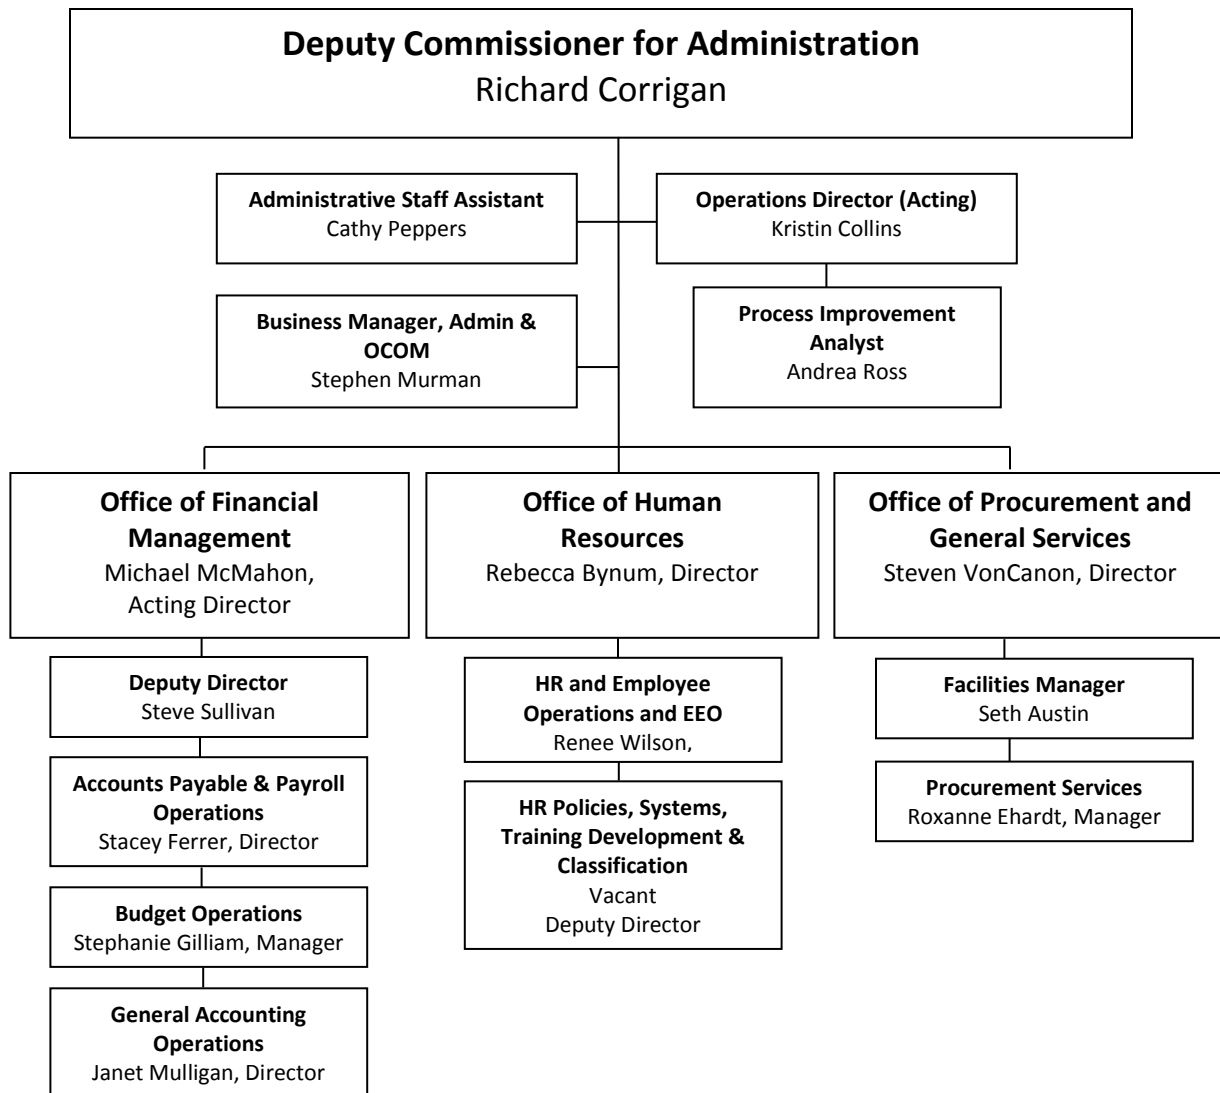 Deputy Commissioner for Administration
Richard Corrigan
Administrative Staff Assistant
Cathy Peppers
Operations Director (Acting)
Kristin Collins
Business Manager, Admin &
OCOM
Stephen Murman
Process Improvement
Analyst
Andrea Ross
Office of Financial
Management
Michael McMahon,
Acting Director
Office of Human
Resources
Rebecca Bynum, Director
Office of Procurement and
General Services
Steven VonCanon, Director
Deputy Director
Steve Sullivan
Accounts Payable & Payroll
Operations
Stacey Ferrer, Director
Budget Operations
Stephanie Gilliam, Manager
General Accounting
Operations
Janet Mulligan, Director
HR and Employee
Operations and EEO
Renee Wilson,
HR Policies, Systems,
Training Development &
Classification
Vacant
Deputy Director
Facilities Manager
Seth Austin
Procurement Services
Roxanne Ehardt, Manager